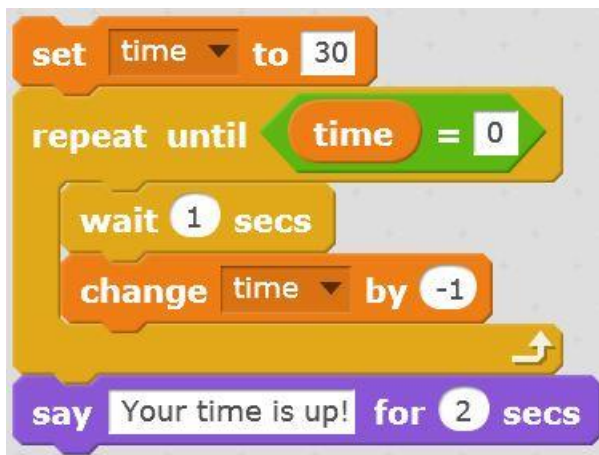 set time to 30
repeat until time = 0
wait 1 secs
change time by -1
say Your time is up! for 2 secs